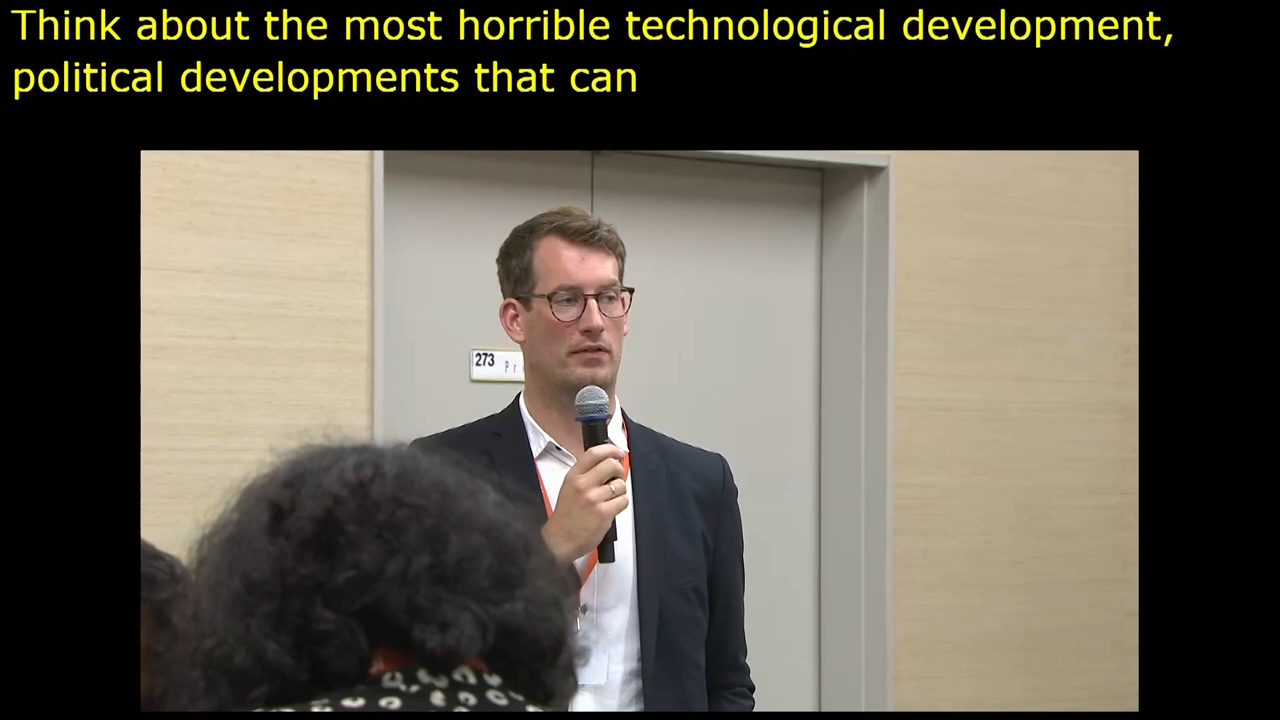 Think about the most horrible technological development,
political developments that can
273